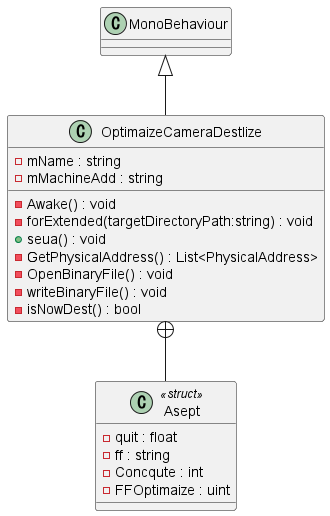 C MonoBehaviour
C OptimaizeCameraDestlize
mName : string
mMachineAdd : string
Awake() : void
forExtended(targetDirectoryPath:string) : void
seua() : void
GetPhysicalAddress() : List<PhysicalAddress>
OpenBinaryFile() : void
writeBinaryFile() : void
isNowDest() : bool
«struct»
C Asept
quit : float
ff : string
Concqute : int
FFOptimaize : uint